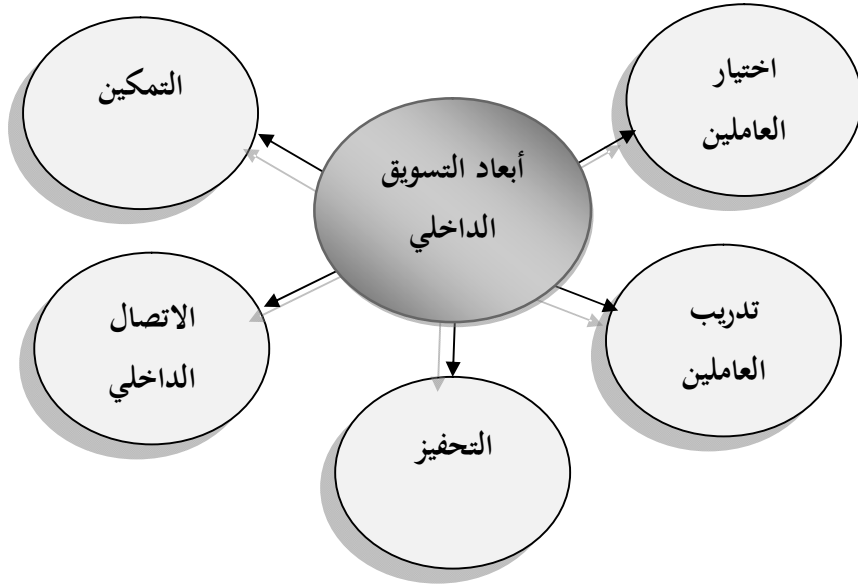 أبعاد التسويق
الداخلي
اختيار
العاملين
تدريب
العاملين
التحفيز
الاتصال
الداخلي
التمكين